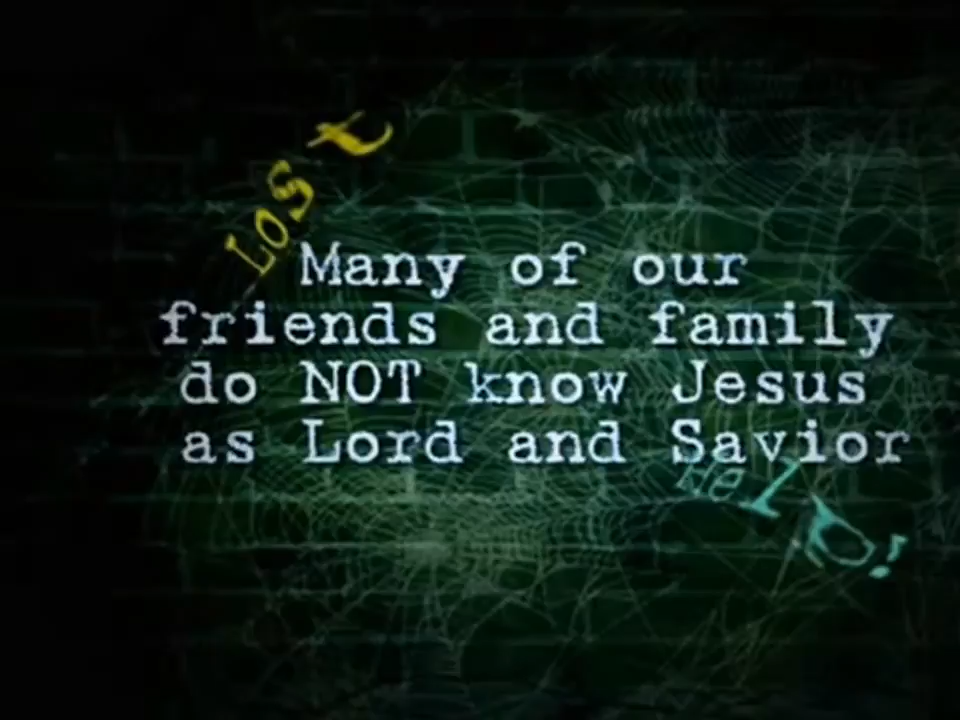 Lost
Many of our
friends and family
do NOT know Jesus
as Lord and Savior
Help!